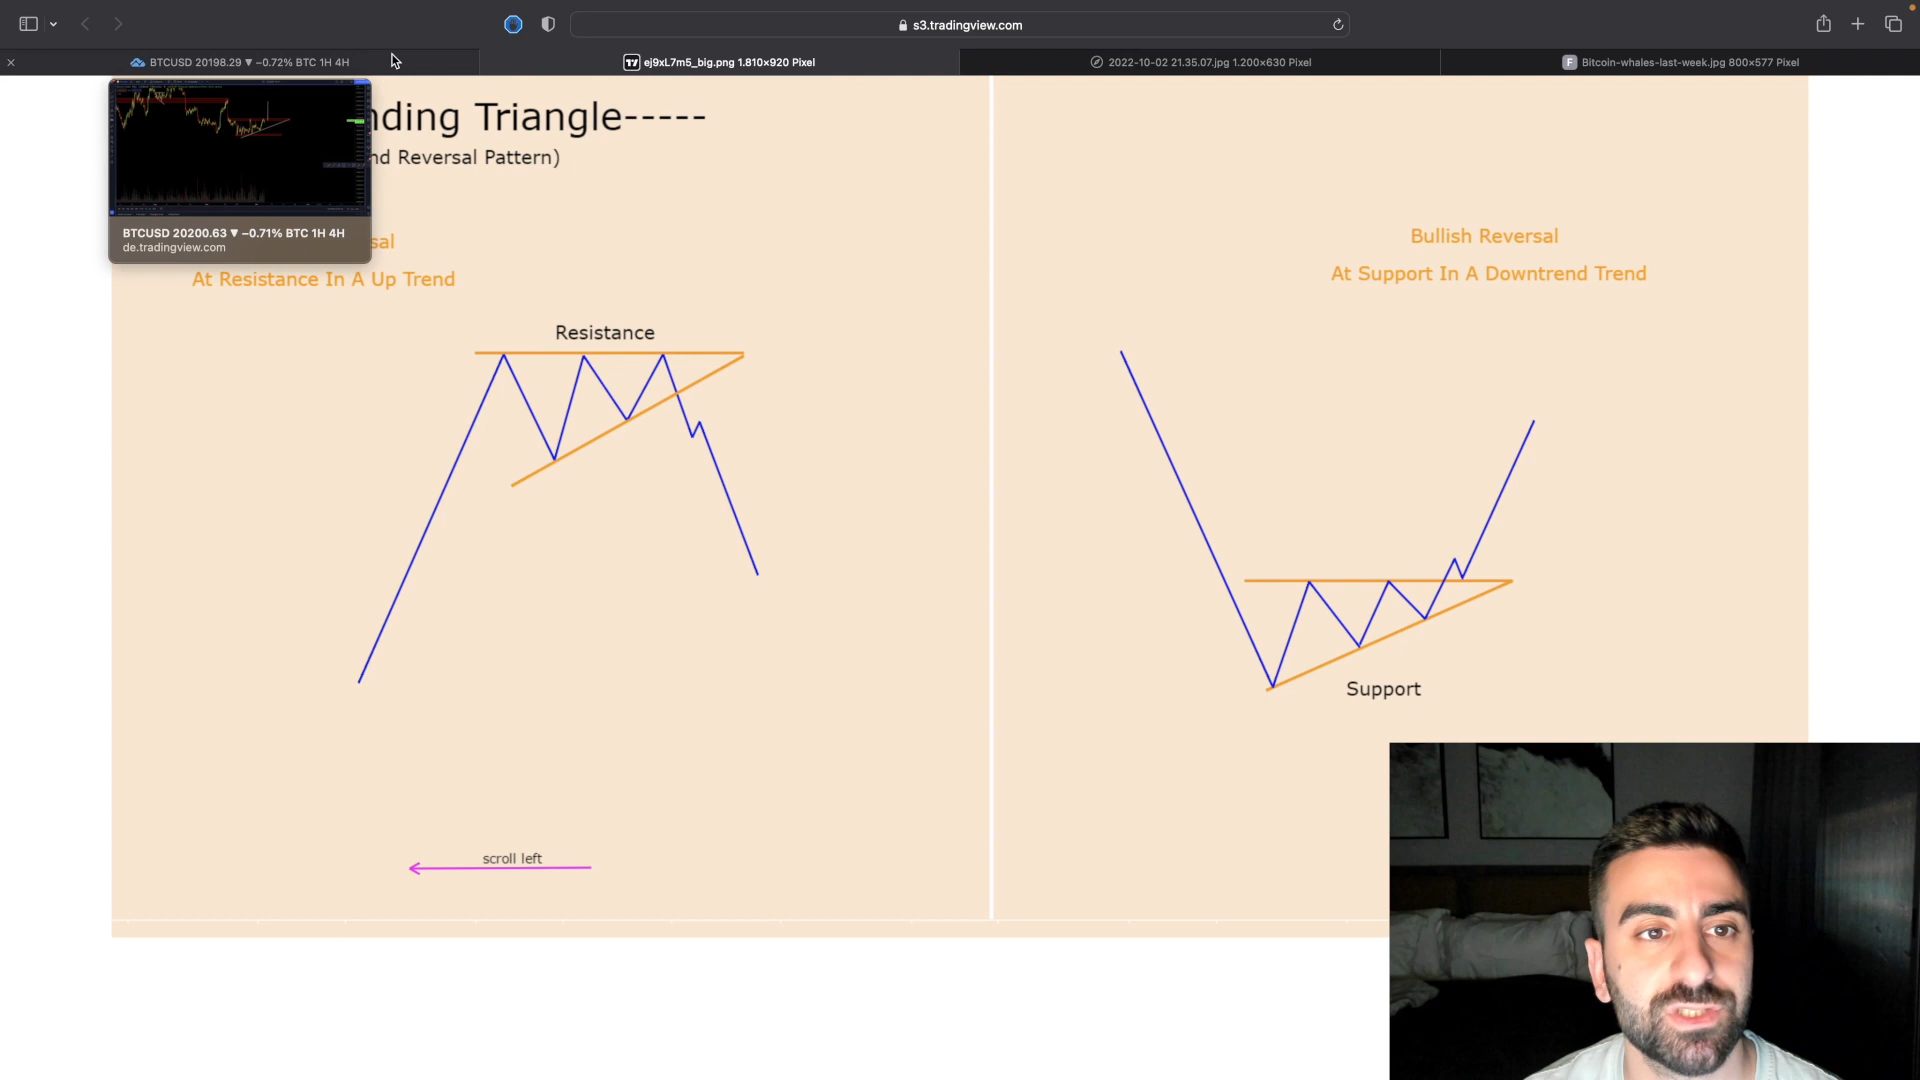 s3.tradingview.com
BTCUSD 20198.29 ▼ −0.72% BTC 1H 4H
ej9xL7m5_big.png 1.810×920 Pixel
2022-10-02 21.35.07.jpg 1.200×630 Pixel
F Bitcoin-whales-last-week.jpg 800×577 Pixel
nding Triangle-----
nd Reversal Pattern)
BTCUSD 20200.63 ▼ −0.71% BTC 1H 4H
de.tradingview.com
sal
At Resistance In A Up Trend
Bullish Reversal
At Support In A Downtrend Trend
Resistance
Support
scroll left